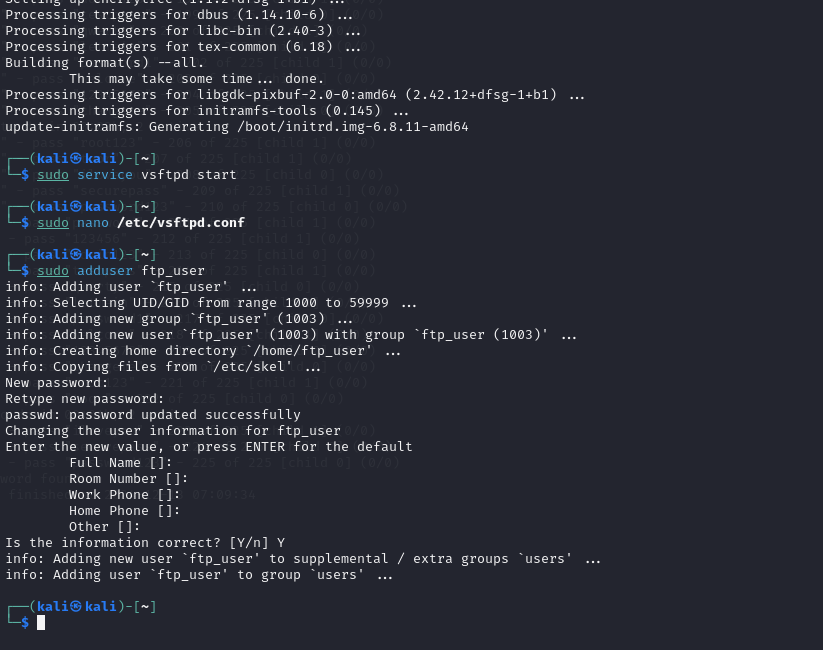 Setting up cherrytree (1.1.2+dfsg-1+b1) ...
Processing triggers for dbus (1.14.10-6) ...
Processing triggers for libc-bin (2.40-3) ...
Processing triggers for tex-common (6.18) ...
Building format(s) --all.
        This may take some time... done.
Processing triggers for libgdk-pixbuf-2.0-0:amd64 (2.42.12+dfsg-1+b1) ...
Processing triggers for initramfs-tools (0.145) ...
update-initramfs: Generating /boot/initrd.img-6.8.11-amd64
┌──(kali㉿kali)-[~]
└─$ sudo service vsftpd start
┌──(kali㉿kali)-[~]
└─$ sudo nano /etc/vsftpd.conf
┌──(kali㉿kali)-[~]
└─$ sudo adduser ftp_user
info: Adding user `ftp_user' ...
info: Selecting UID/GID from range 1000 to 59999 ...
info: Adding new group `ftp_user' (1003) ...
info: Adding new user `ftp_user' (1003) with group `ftp_user (1003)' ...
info: Creating home directory `/home/ftp_user' ...
info: Copying files from `/etc/skel' ...
New password:
Retype new password:
passwd: password updated successfully
Changing the user information for ftp_user
Enter the new value, or press ENTER for the default
        Full Name []:
        Room Number []:
        Work Phone []:
        Home Phone []:
        Other []:
Is the information correct? [Y/n] Y
info: Adding new user `ftp_user' to supplemental / extra groups `users' ...
info: Adding user `ftp_user' to group `users' ...
┌──(kali㉿kali)-[~]
└─$